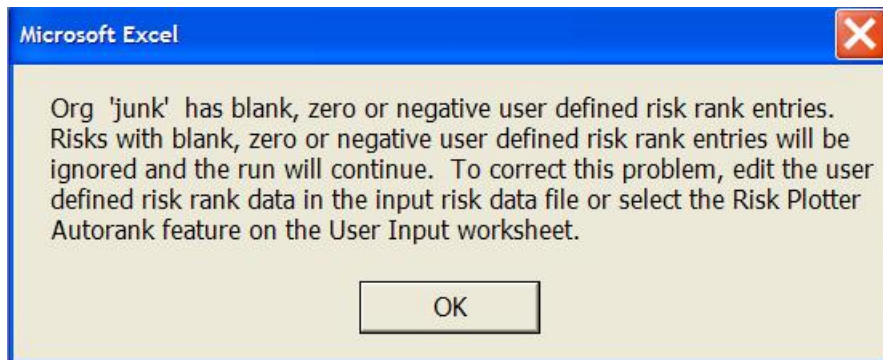 Microsoft Excel
Org 'junk' has blank, zero or negative user defined risk rank entries.
Risks with blank, zero or negative user defined risk rank entries will be
ignored and the run will continue. To correct this problem, edit the user
defined risk rank data in the input risk data file or select the Risk Plotter
Autorank feature on the User Input worksheet.
OK